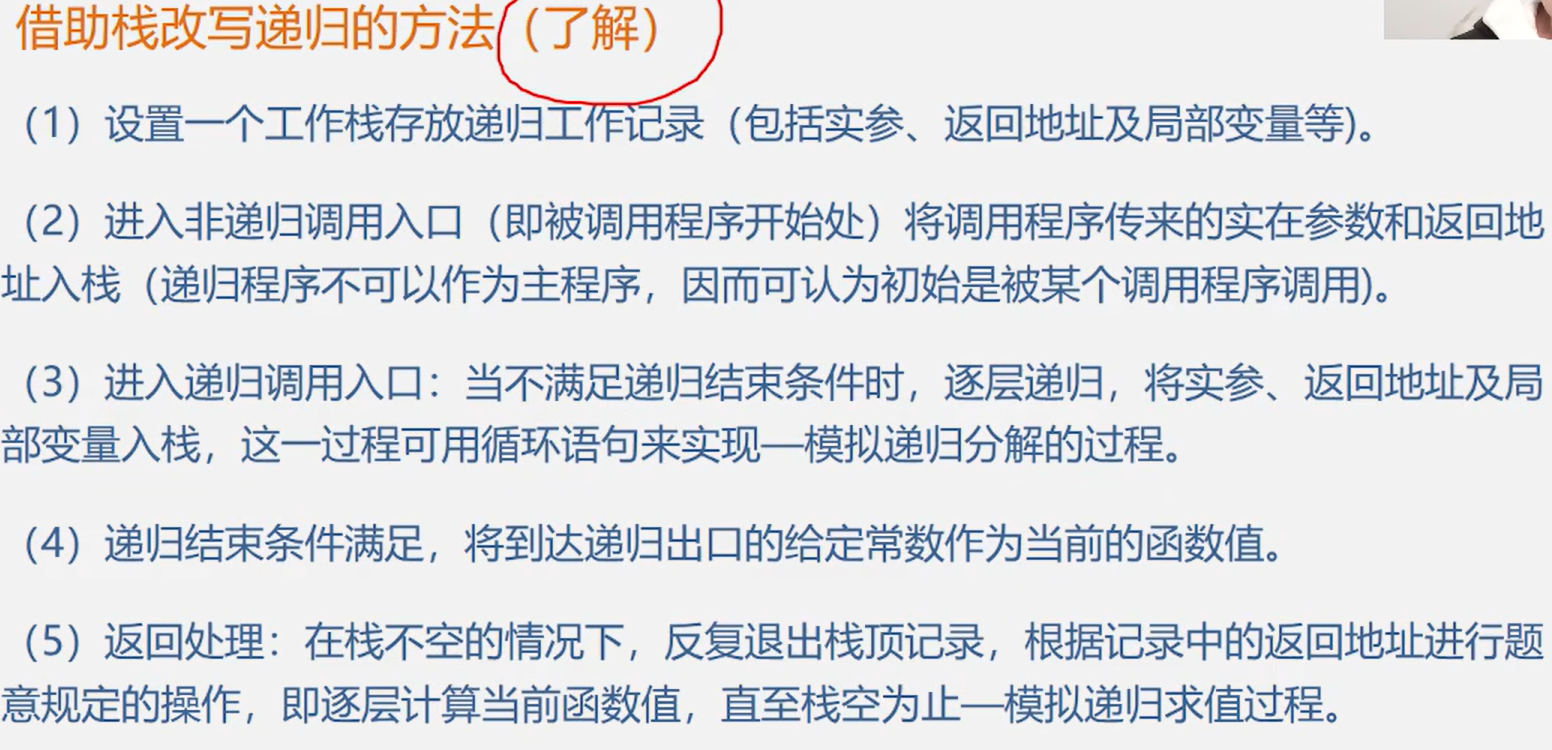 借助栈改写递归的方法（了解）
（1）设置一个工作栈存放递归工作记录（包括实参、返回地址及局部变量等)。
（2）进入非递归调用入口（即被调用程序开始处）将调用程序传来的实在参数和返回地
址入栈（递归程序不可以作为主程序，因而可认为初始是被某个调用程序调用)。
（3）进入递归调用入口：当不满足递归结束条件时，逐层递归，将实参、返回地址及局
部变量入栈，这一过程可用循环语句来实现—模拟递归分解的过程。
（4）递归结束条件满足，将到达递归出口的给定常数作为当前的函数值。
（5）返回处理：在栈不空的情况下，反复退出栈顶记录，根据记录中的返回地址进行题
意规定的操作，即逐层计算当前函数值，直至栈空为止—模拟递归求值过程。